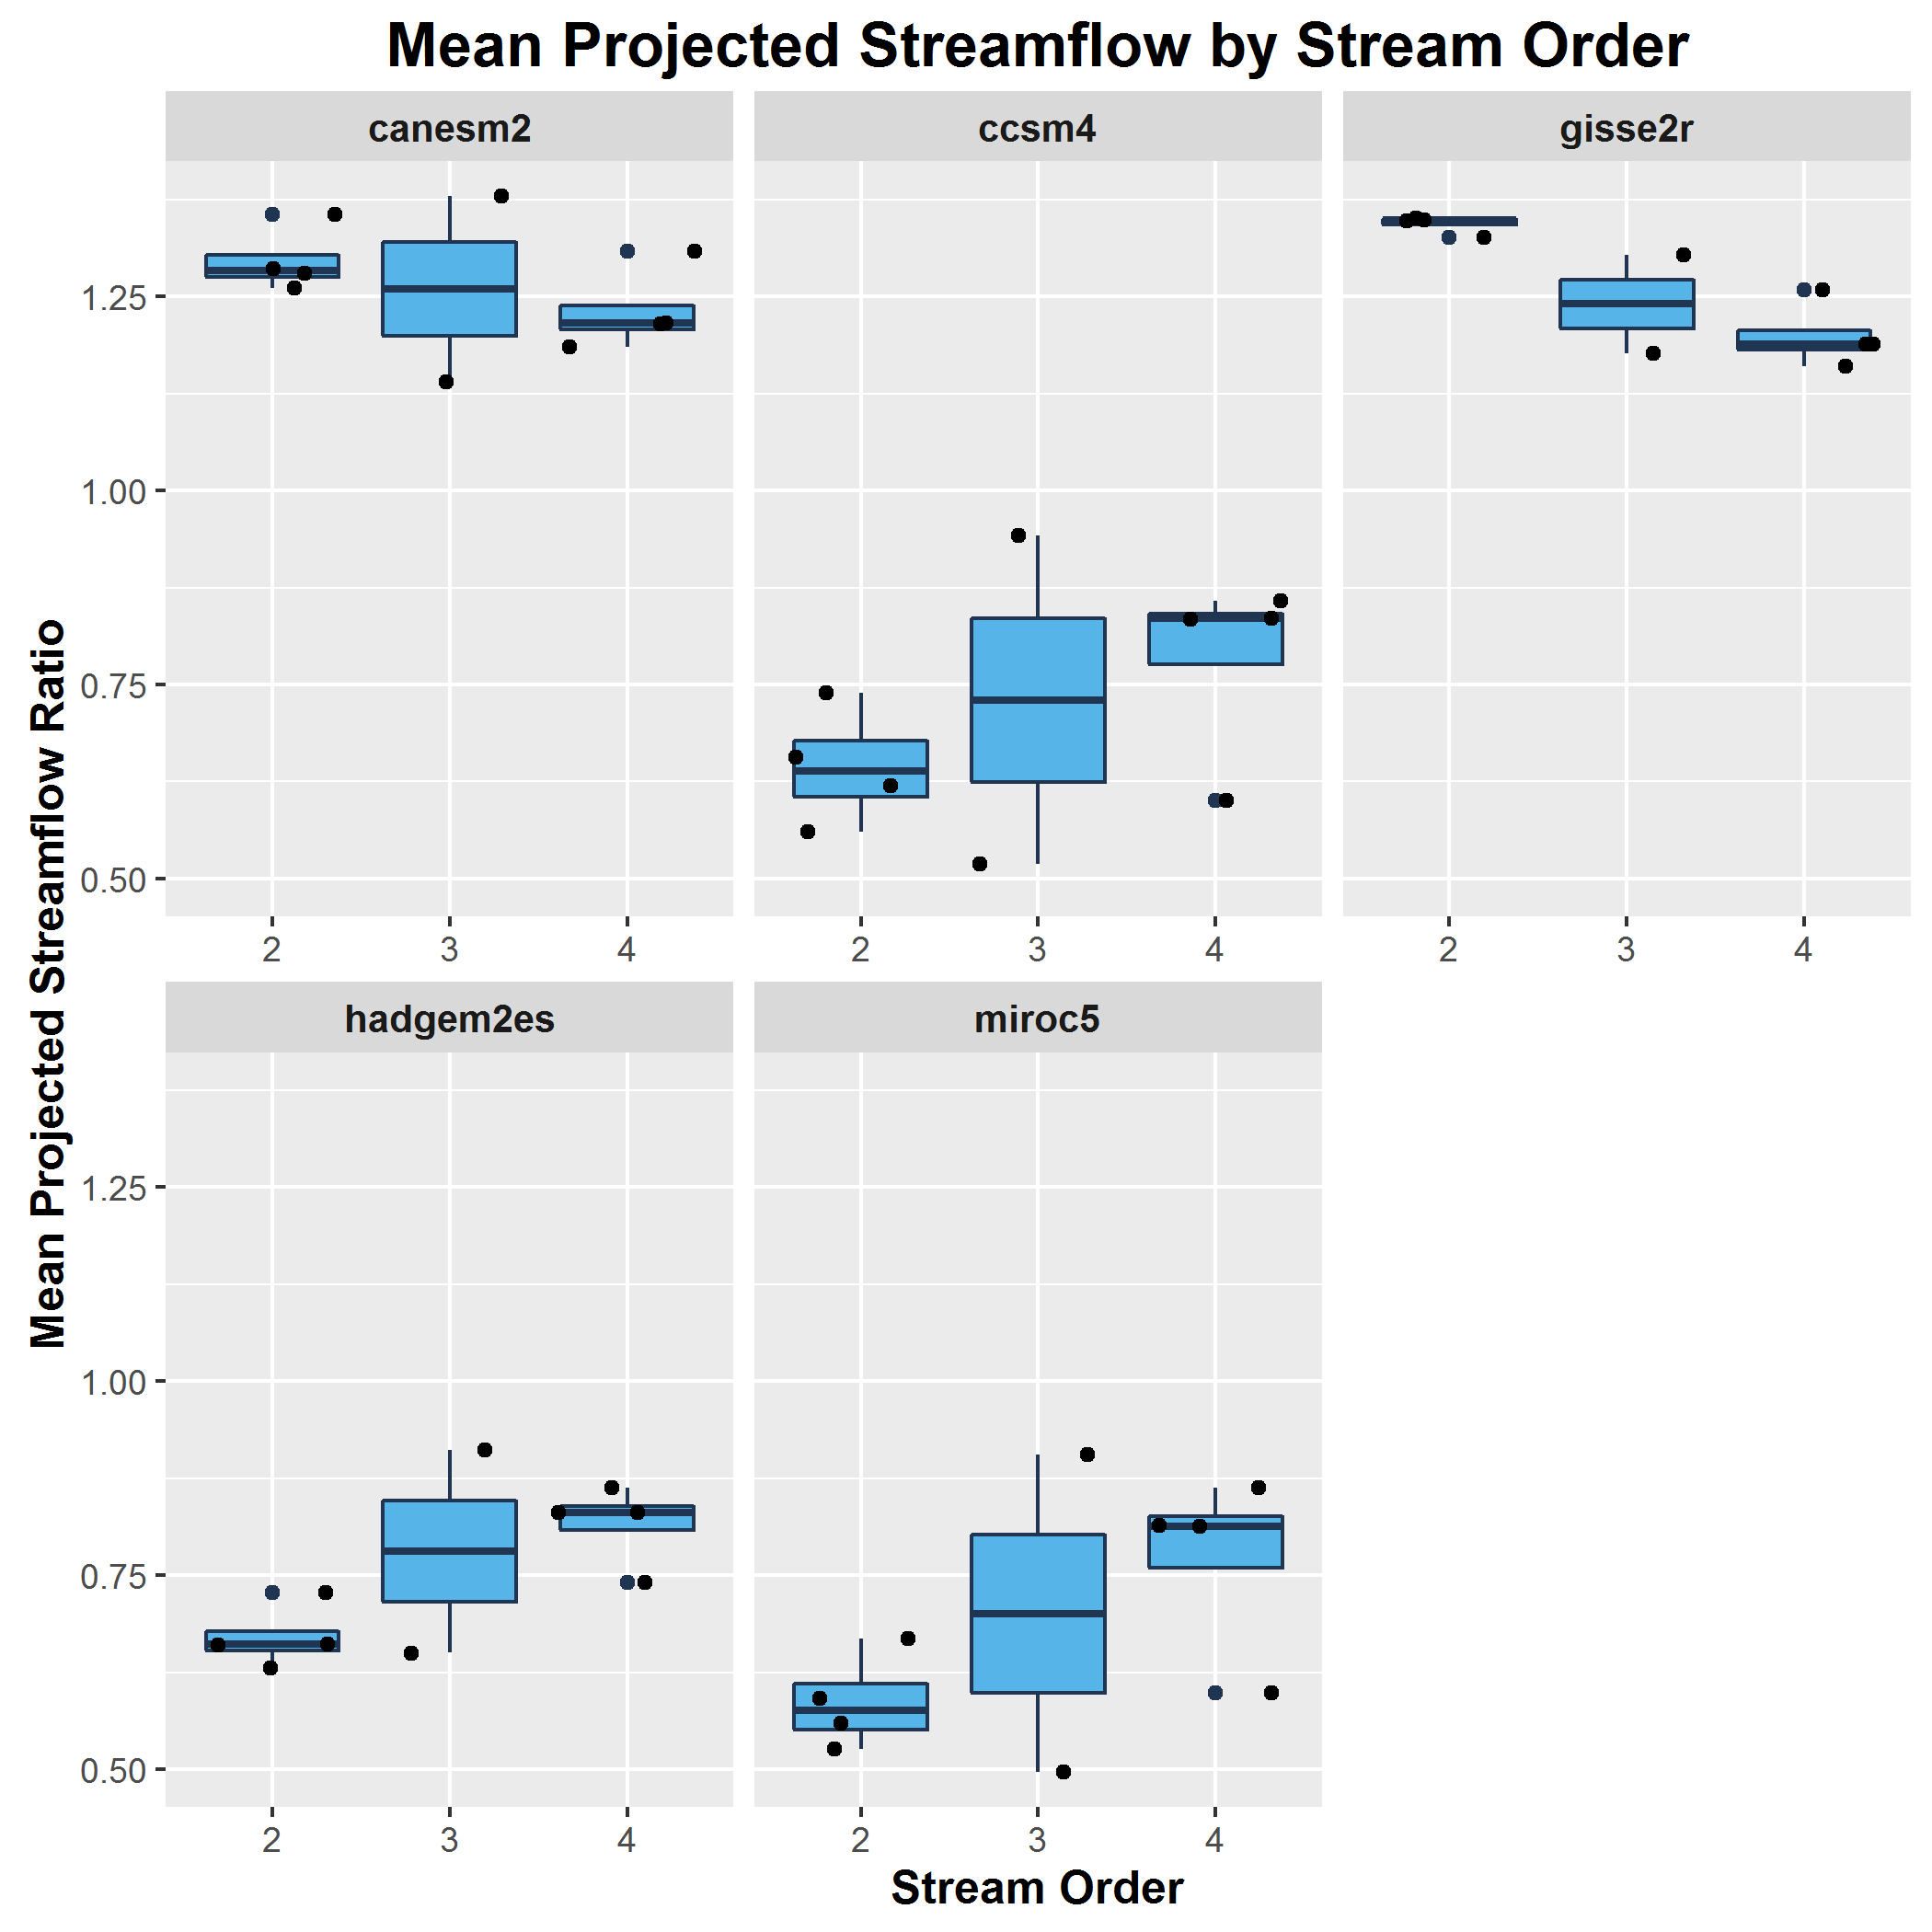 Mean Projected Streamflow by Stream Order
canesm2 ccsm4 gisse2r
1.25
1.00
0.75
0.50
2 3 4 2 3 4 2 3 4
Mean Projected Streamflow Ratio
hadgem2es miroc5
1.25
1.00
0.75
0.50
2 3 4 2 3 4
Stream Order